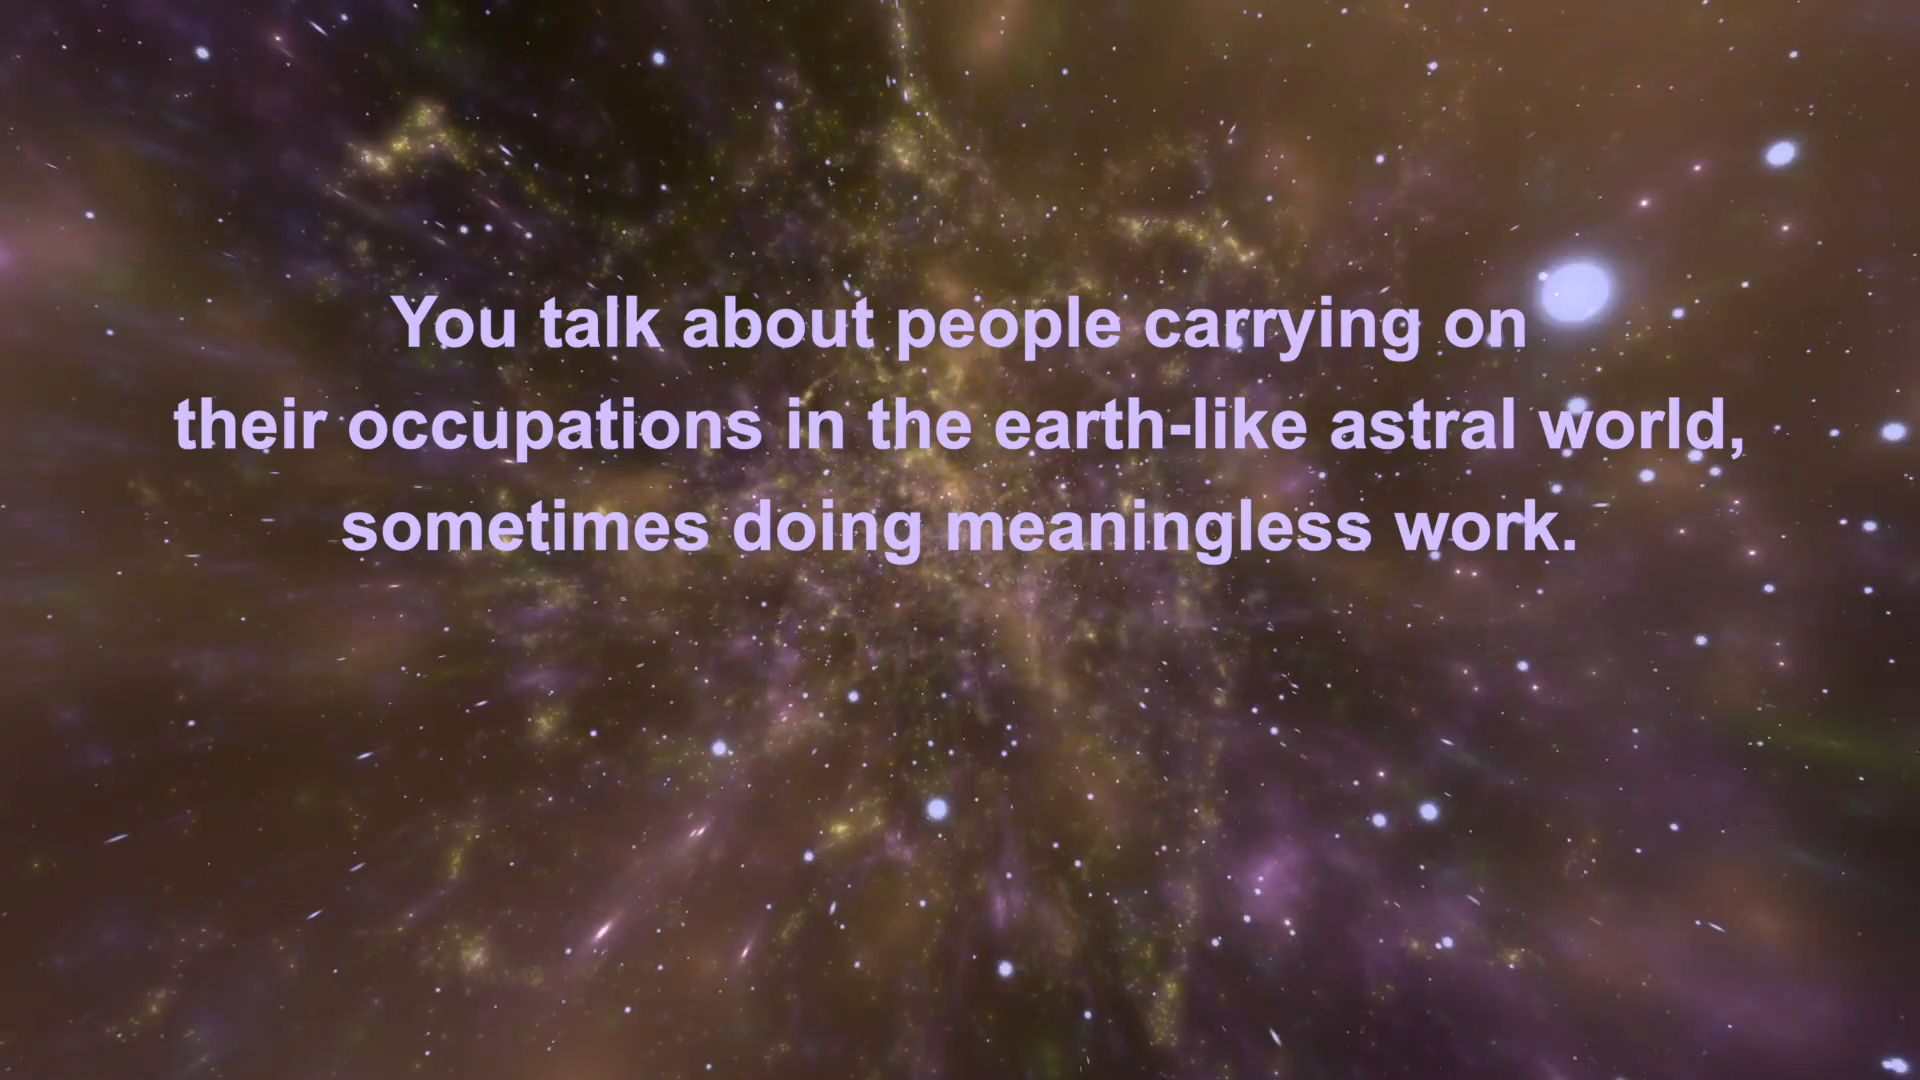 You talk about people carrying on
their occupations in the earth-like astral world,
sometimes doing meaningless work.